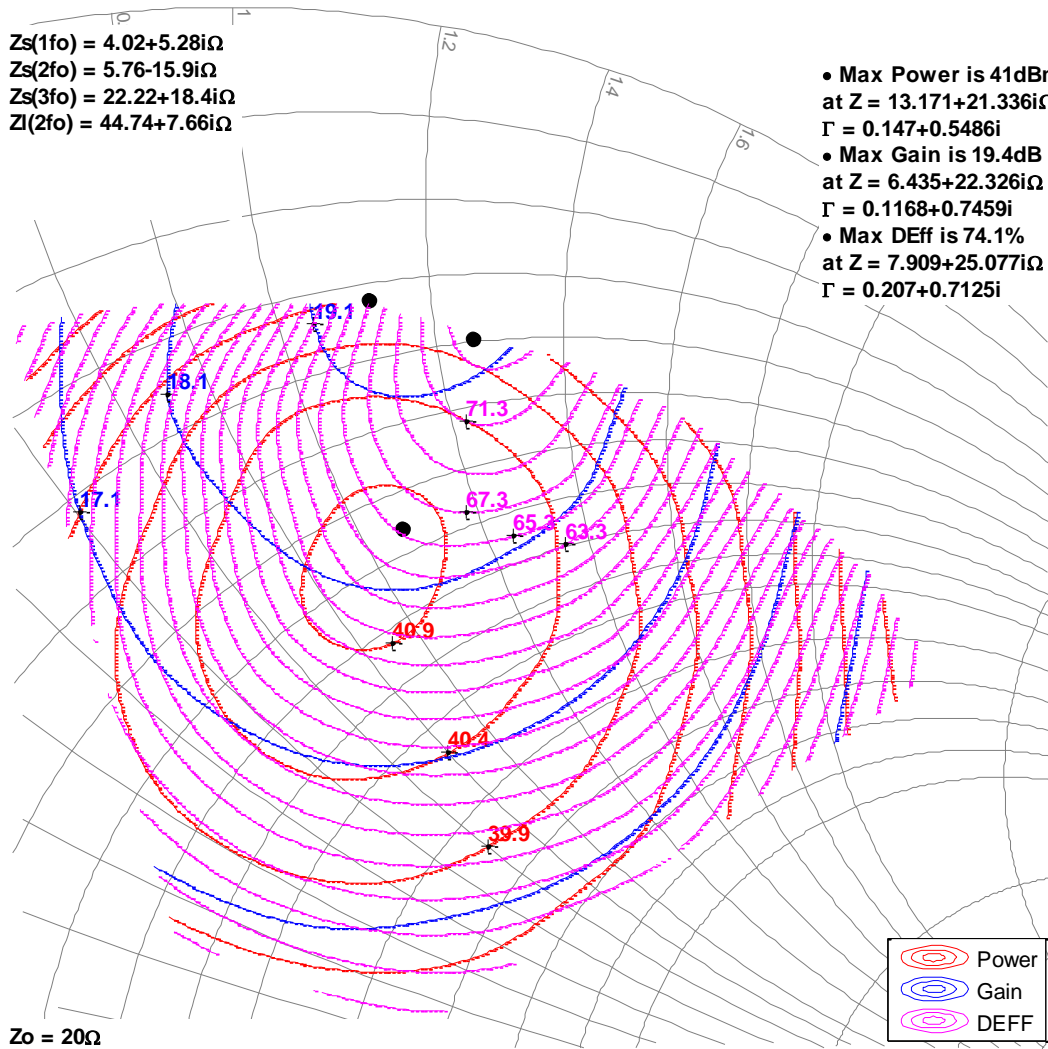 0.
1
1.2
1.4
1.6
Zs(1fo) = 4.02+5.28iΩ
Zs(2fo) = 5.76-15.9iΩ
Zs(3fo) = 22.22+18.4iΩ
Zl(2fo) = 44.74+7.66iΩ
• Max Power is 41dBm
at Z = 13.171+21.336iΩ
Γ = 0.147+0.5486i
• Max Gain is 19.4dB
at Z = 6.435+22.326iΩ
Γ = 0.1168+0.7459i
• Max DEff is 74.1%
at Z = 7.909+25.077iΩ
Γ = 0.207+0.7125i
19.1
18.1
71.3
17.1
67.3
65.3
63.3
40.9
40.4
39.9
Power
Gain
DEFF
Zo = 20Ω